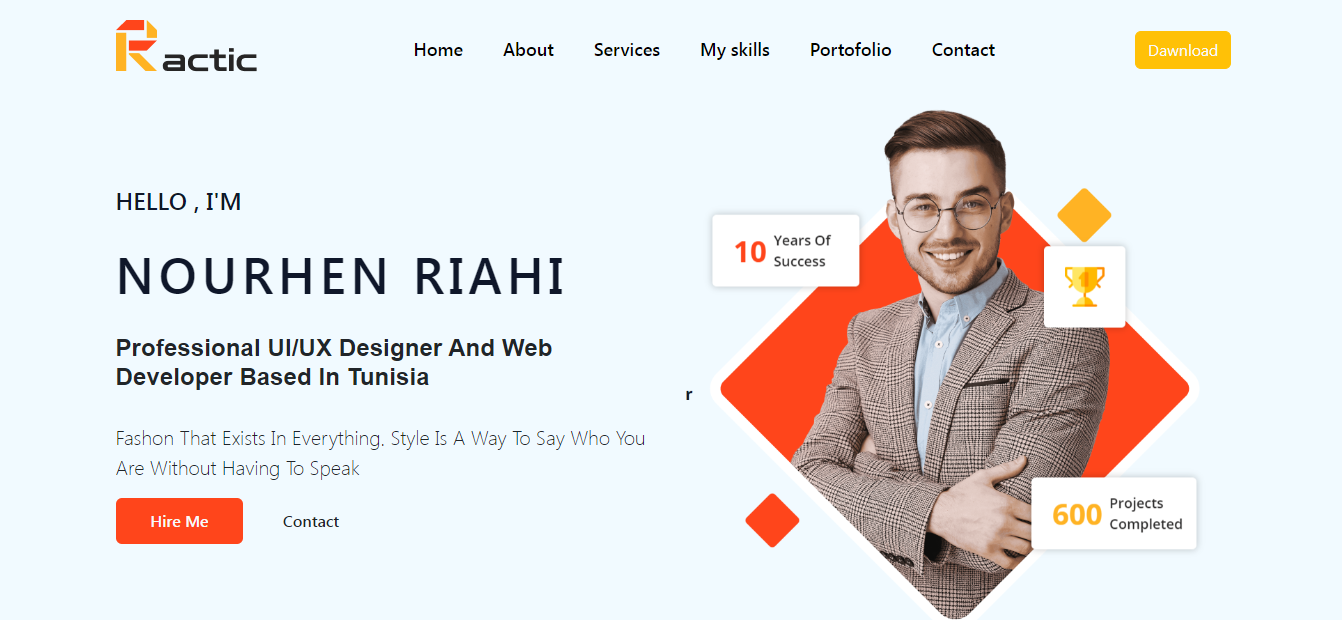 Ractic
Home About Services My skills Portofolio Contact
Dawnload
HELLO , I'M
NOURHEN RIAHI
Professional UI/UX Designer And Web
Developer Based In Tunisia
Fashon That Exists In Everything. Style Is A Way To Say Who You
Are Without Having To Speak
Hire Me
Contact
r
10 Years Of
Success
1
600 Projects
Completed